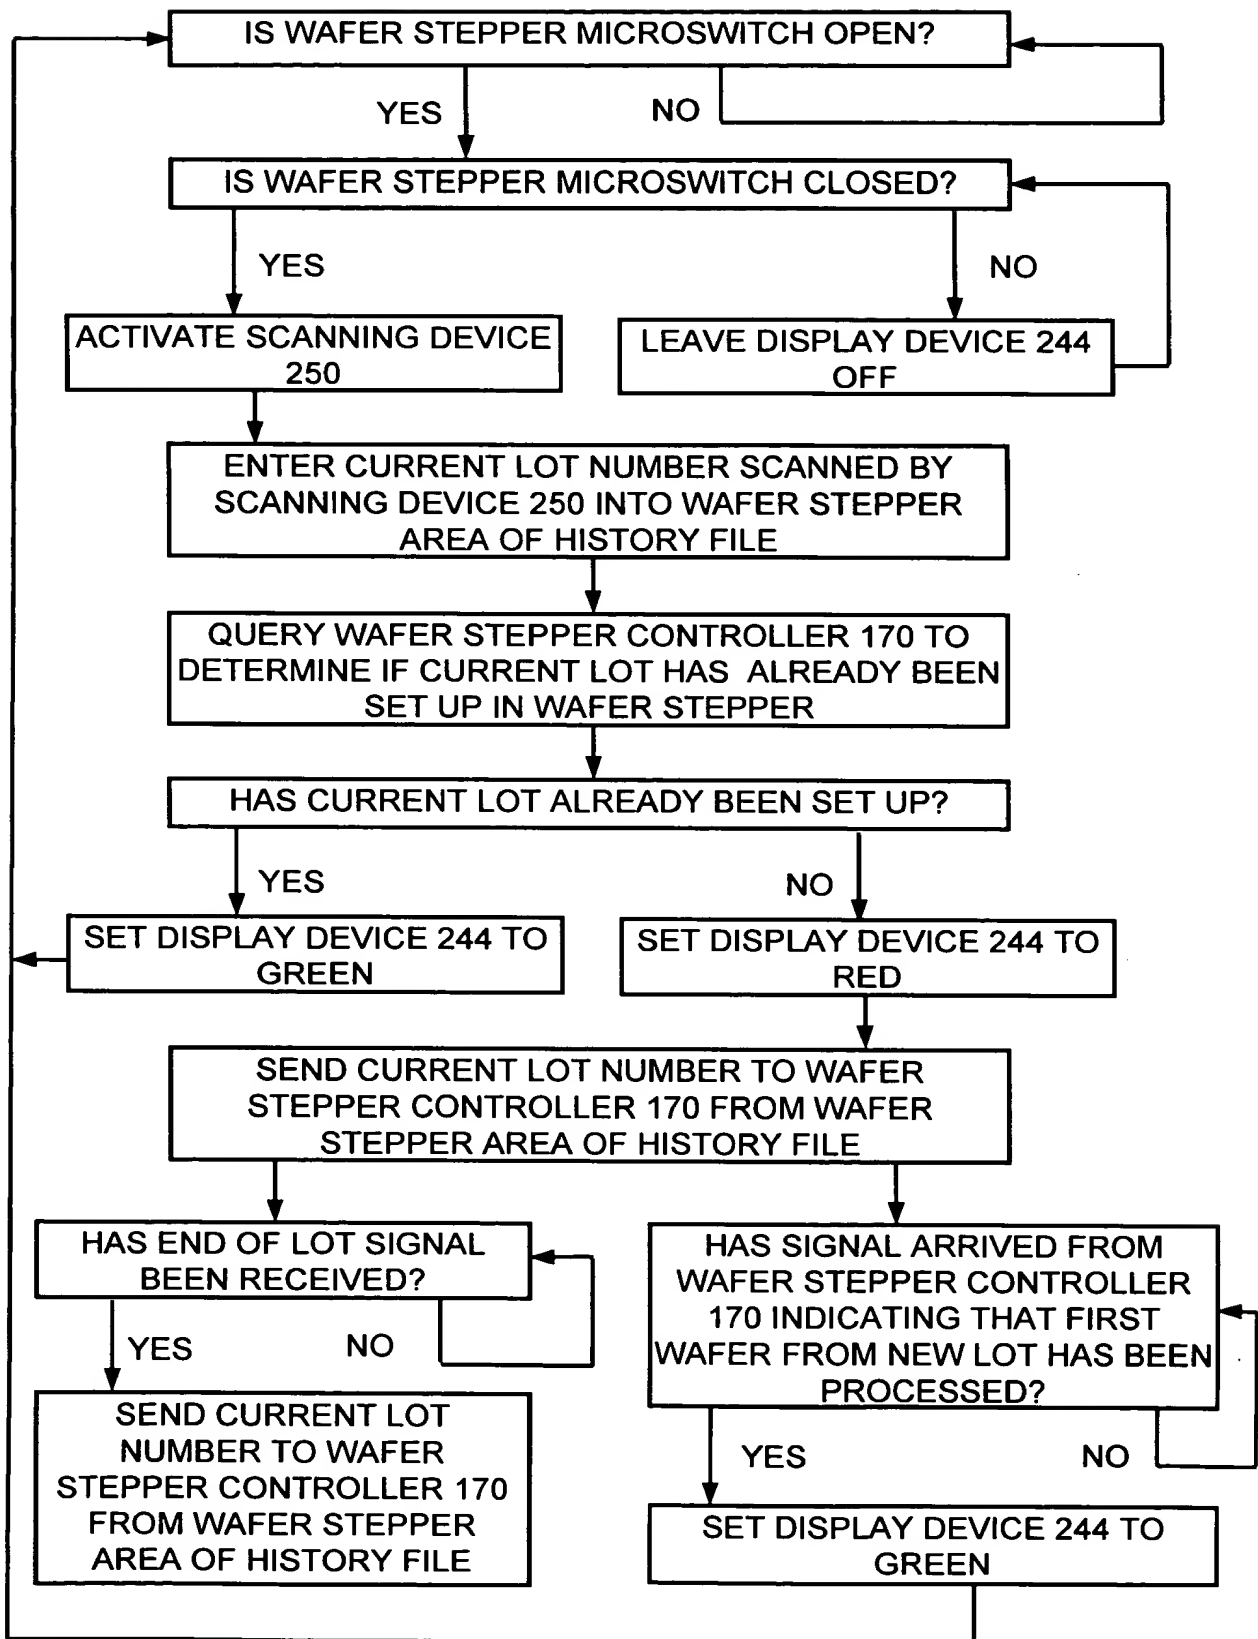 IS WAFER STEPPER MICROSWITCH OPEN?
YES
NO
IS WAFER STEPPER MICROSWITCH CLOSED?
YES
NO
ACTIVATE SCANNING DEVICE
250
LEAVE DISPLAY DEVICE 244
OFF
ENTER CURRENT LOT NUMBER SCANNED BY
SCANNING DEVICE 250 INTO WAFER STEPPER
AREA OF HISTORY FILE
QUERY WAFER STEPPER CONTROLLER 170 TO
DETERMINE IF CURRENT LOT HAS ALREADY BEEN
SET UP IN WAFER STEPPER
HAS CURRENT LOT ALREADY BEEN SET UP?
YES
NO
SET DISPLAY DEVICE 244 TO
GREEN
SET DISPLAY DEVICE 244 TO
RED
SEND CURRENT LOT NUMBER TO WAFER
STEPPER CONTROLLER 170 FROM WAFER
STEPPER AREA OF HISTORY FILE
HAS END OF LOT SIGNAL
BEEN RECEIVED?
YES
NO
SEND CURRENT LOT
NUMBER TO WAFER
STEPPER CONTROLLER 170
FROM WAFER STEPPER
AREA OF HISTORY FILE
HAS SIGNAL ARRIVED FROM
WAFER STEPPER CONTROLLER
170 INDICATING THAT FIRST
WAFER FROM NEW LOT HAS BEEN
PROCESSED?
YES
NO
SET DISPLAY DEVICE 244 TO
GREEN